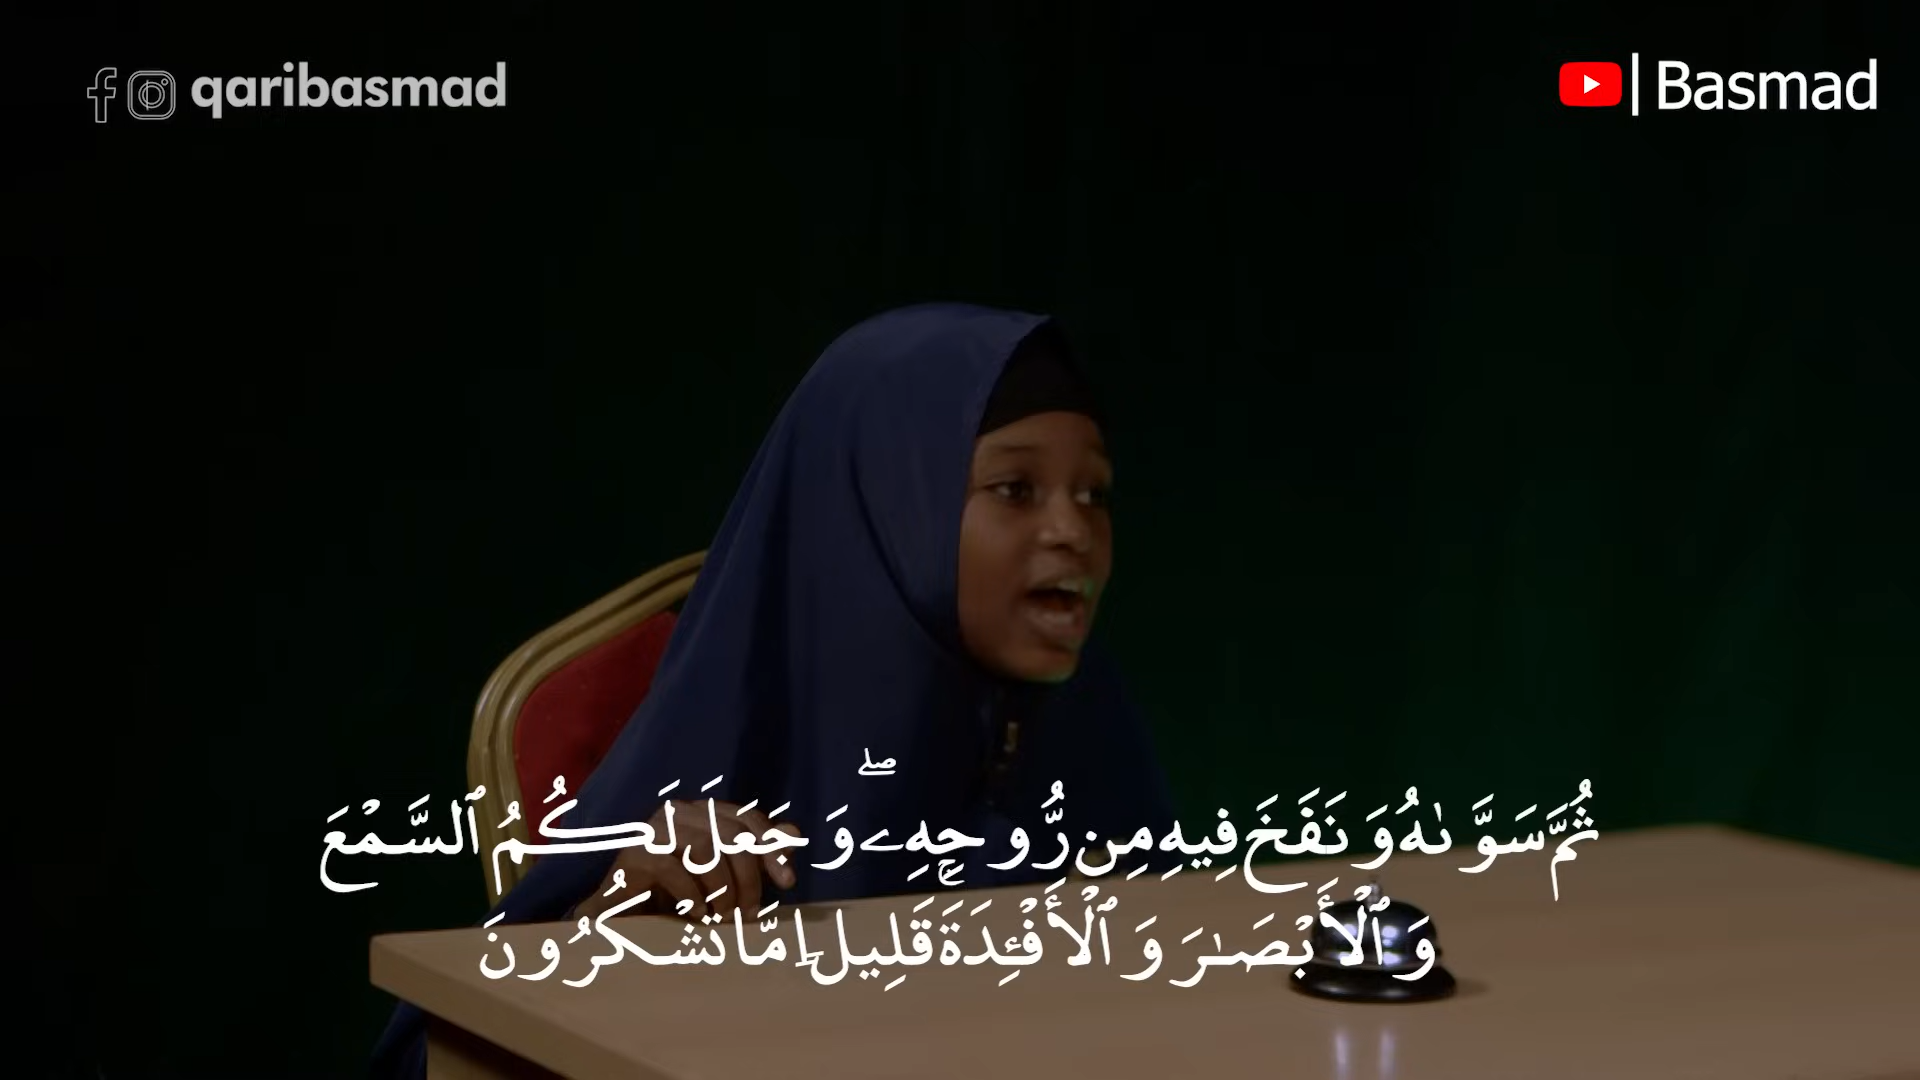 qaribasmad
| Basmad
ثُمَّ سَوَّىٰهُ وَنَفَخَ فِيهِ مِن رُّوحِهِۦۖ وَجَعَلَ لَكُمُ ٱلسَّمْعَ
وَٱلْأَبْصَـٰرَ وَٱلْأَفْـِٔدَةَۚ قَلِيلًا مَّا تَشْكُرُونَ